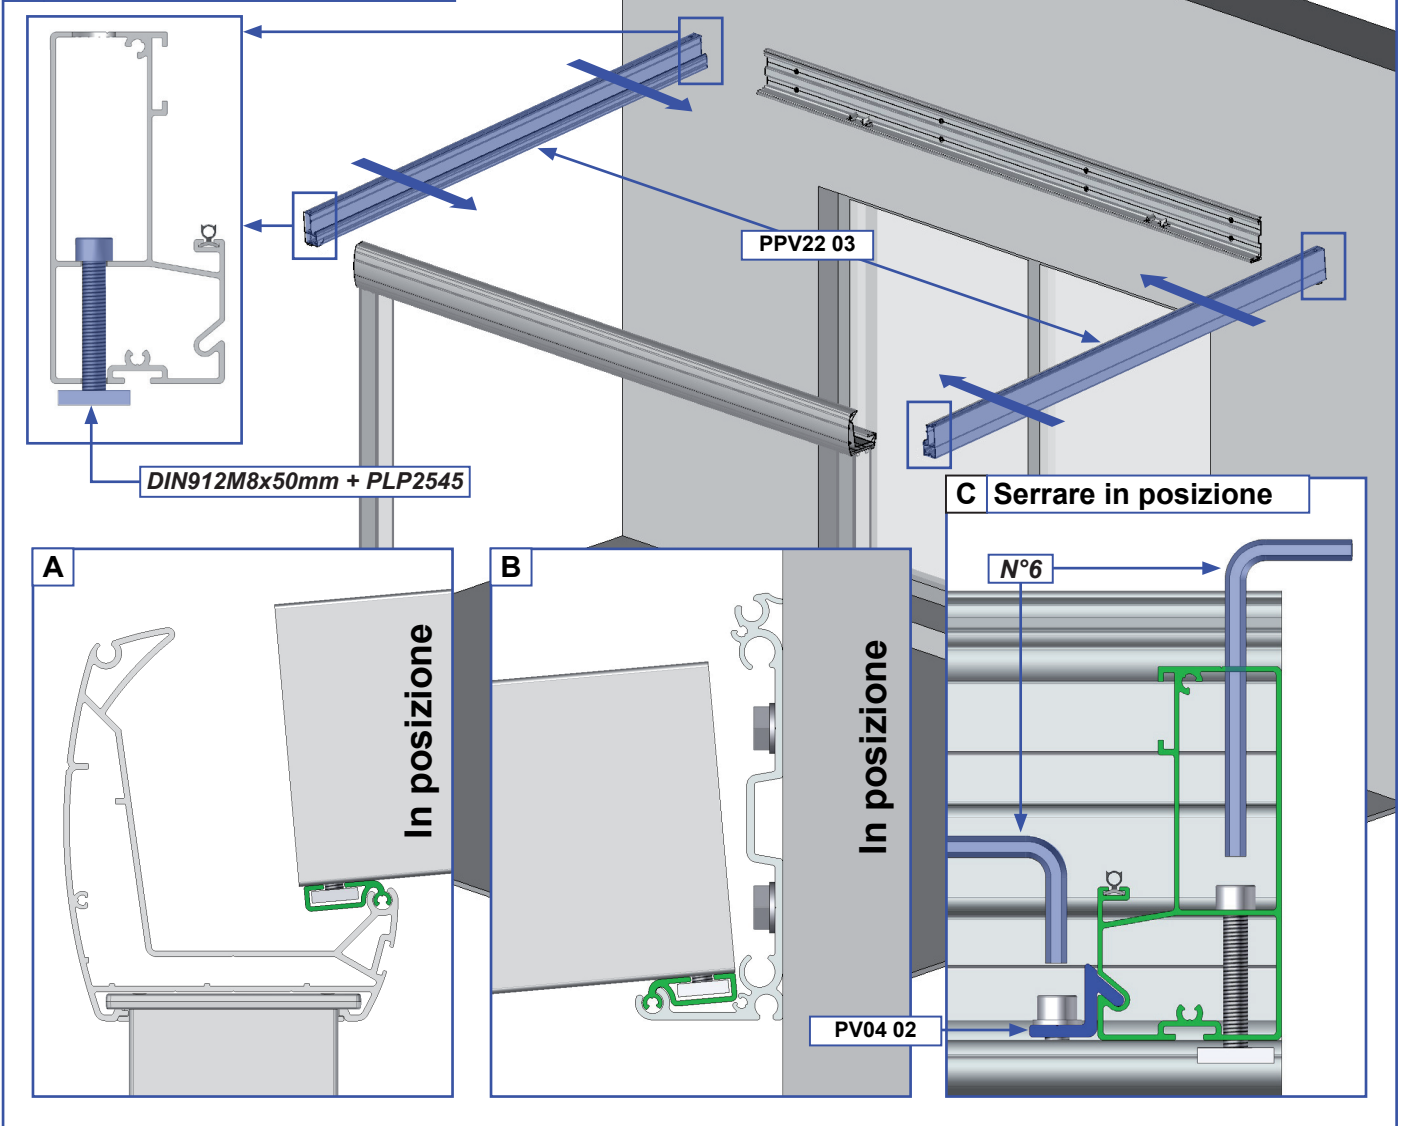 PPV22 03
DIN912M8x50mm + PLP2545
C Serrare in posizione
A
In posizione
B
In posizione
N°6
PV04 02